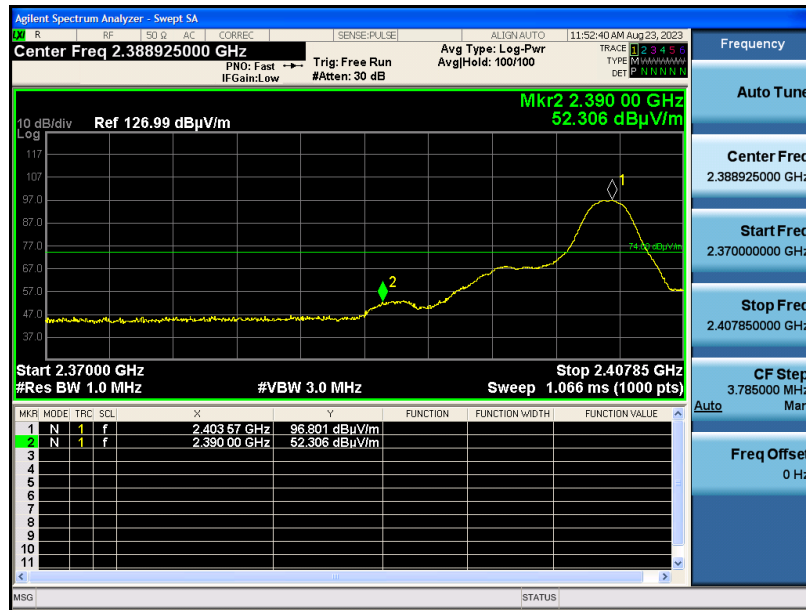 Agilent Spectrum Analyzer - Swept SA
LXI R RF 50 Ω AC CORREC SENSE:PULSE ALIGN AUTO 11:52:40 AM Aug 23, 2023
Center Freq 2.388925000 GHz
PNO: Fast
IFGain:Low
Trig: Free Run
#Atten: 30 dB
Avg Type: Log-Pwr
Avg|Hold: 100/100
TRACE 1 2 3 4 5 6
TYPE M WWWWW
DET P N N N N N
Mkr2 2.390 00 GHz
52.306 dBµV/m
10 dB/div Ref 126.99 dBµV/m
Log
117
107
97.0
87.0
77.0
67.0
57.0
47.0
37.0
1
2
74.00 dBµV/m
Start 2.37000 GHz Stop 2.40785 GHz
#Res BW 1.0 MHz #VBW 3.0 MHz Sweep 1.066 ms (1000 pts)
MKR MODE TRC SCL X Y FUNCTION FUNCTION WIDTH FUNCTION VALUE
1 N 1 f 2.403 57 GHz 96.801 dBµV/m
2 N 1 f 2.390 00 GHz 52.306 dBµV/m
3
4
5
6
7
8
9
10
11
MSG STATUS
Frequency
Auto Tune
Center Freq
2.388925000 GHz
Start Freq
2.370000000 GHz
Stop Freq
2.407850000 GHz
CF Step
3.785000 MHz
Auto Man
Freq Offset
0 Hz